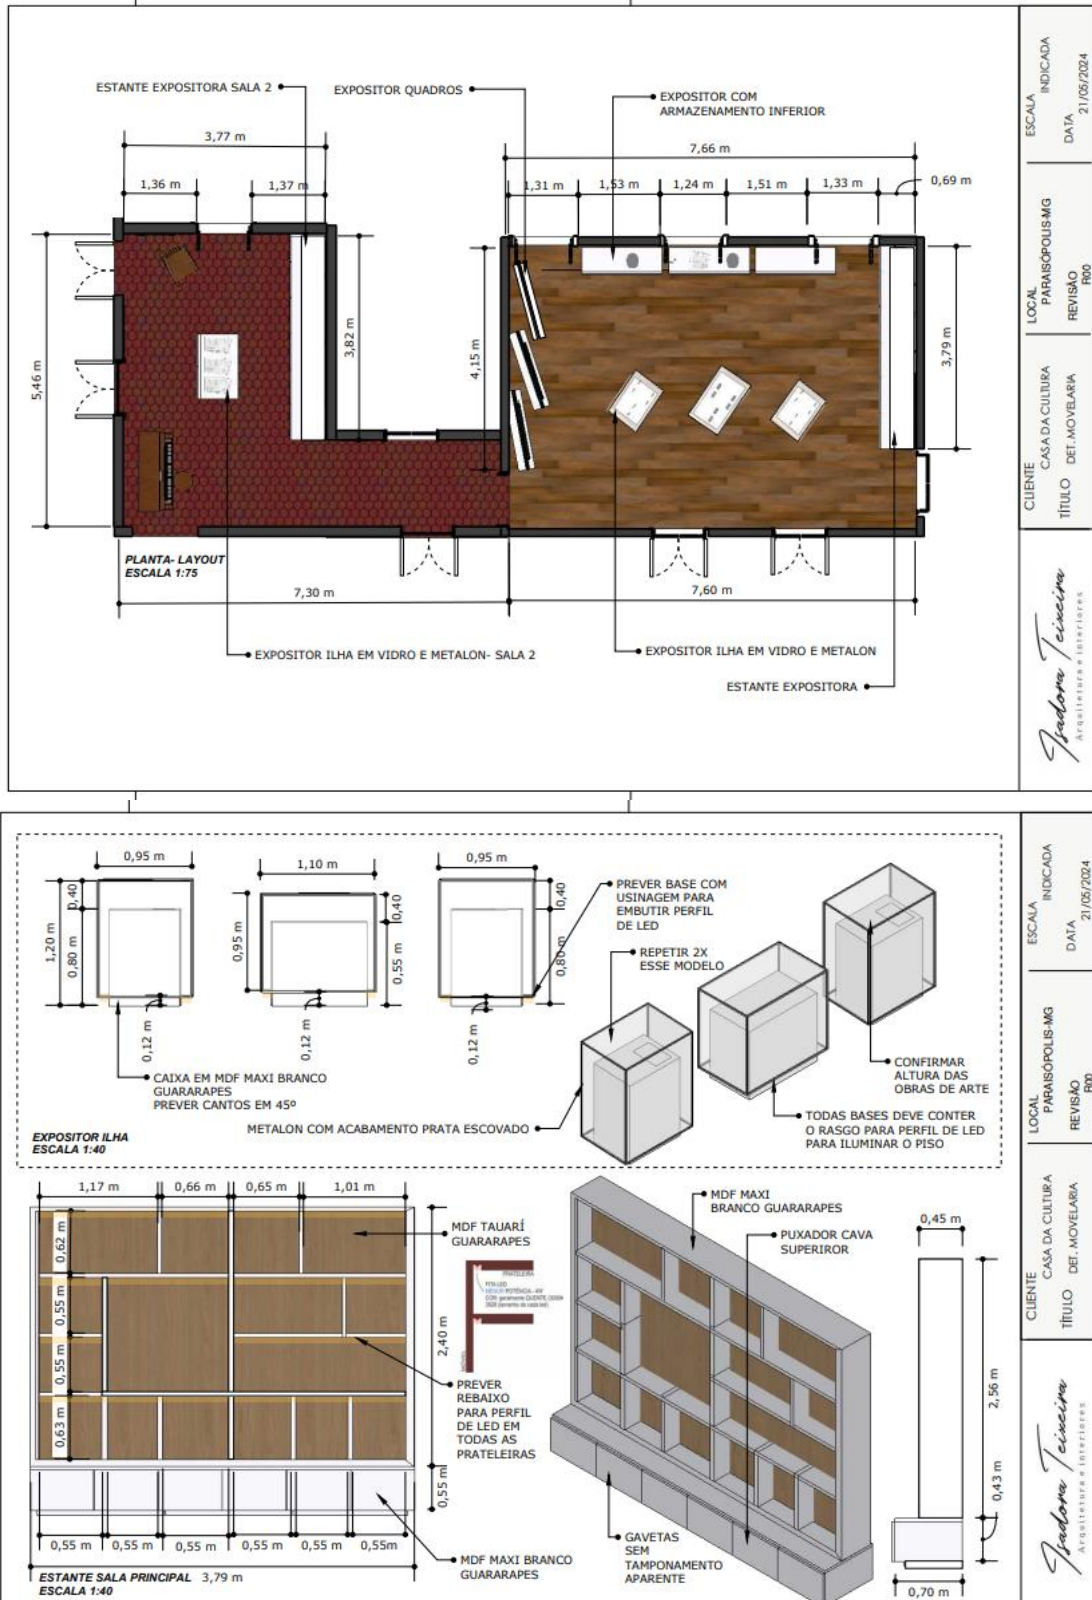 ESTANTE EXPOSITORA SALA 2
EXPOSITOR QUADROS
EXPOSITOR COM
ARMAZENAMENTO INFERIOR
3,77 m
7,66 m
1,36 m
1,37 m
1,31 m
1,53 m
1,24 m
1,51 m
1,33 m
0,69 m
5,46 m
3,82 m
4,15 m
3,79 m
PLANTA- LAYOUT
ESCALA 1:75
7,30 m
7,60 m
EXPOSITOR ILHA EM VIDRO E METALON- SALA 2
EXPOSITOR ILHA EM VIDRO E METALON
ESTANTE EXPOSITORA
ESCALA
INDICADA
DATA
21/05/2024
LOCAL
PARAISÓPOLIS-MG
REVISÃO
R00
CLIENTE
CASA DA CULTURA
TÍTULO
DET. MOVELARIA
Isadora Teixeira
Arquitetura e interiores
0,95 m
1,10 m
0,95 m
0,40
1,20 m
0,80 m
0,12 m
0,95 m
0,40
0,55 m
0,12 m
0,40
0,80 m
0,12 m
PREVER BASE COM
USINAGEM PARA
EMBUTIR PERFIL
DE LED
REPETIR 2X
ESSE MODELO
CAIXA EM MDF MAXI BRANCO
GUARARAPES
PREVER CANTOS EM 45º
METALON COM ACABAMENTO PRATA ESCOVADO
CONFIRMAR
ALTURA DAS
OBRAS DE ARTE
TODAS BASES DEVE CONTER
O RASGO PARA PERFIL DE LED
PARA ILUMINAR O PISO
EXPOSITOR ILHA
ESCALA 1:40
1,17 m
0,66 m
0,65 m
1,01 m
0,62 m
0,55 m
0,55 m
0,63 m
2,40 m
0,55 m
MDF TAUARÍ
GUARARAPES
PRATELEIRA
FITA LED
PREVER
REBAIXO
PARA PERFIL
DE LED EM
TODAS AS
PRATELEIRAS
MDF MAXI BRANCO
GUARARAPES
0,55 m
0,55 m
0,55 m
0,55 m
0,55 m
0,55m
ESTANTE SALA PRINCIPAL
3,79 m
ESCALA 1:40
MDF MAXI
BRANCO GUARARAPES
PUXADOR CAVA
SUPERIROR
GAVETAS
SEM
TAMPONAMENTO
APARENTE
0,45 m
2,56 m
0,43 m
0,70 m
ESCALA
INDICADA
DATA
21/05/2024
LOCAL
PARAISÓPOLIS-MG
REVISÃO
R00
CLIENTE
CASA DA CULTURA
TÍTULO
DET. MOVELARIA
Isadora Teixeira
Arquitetura e interiores